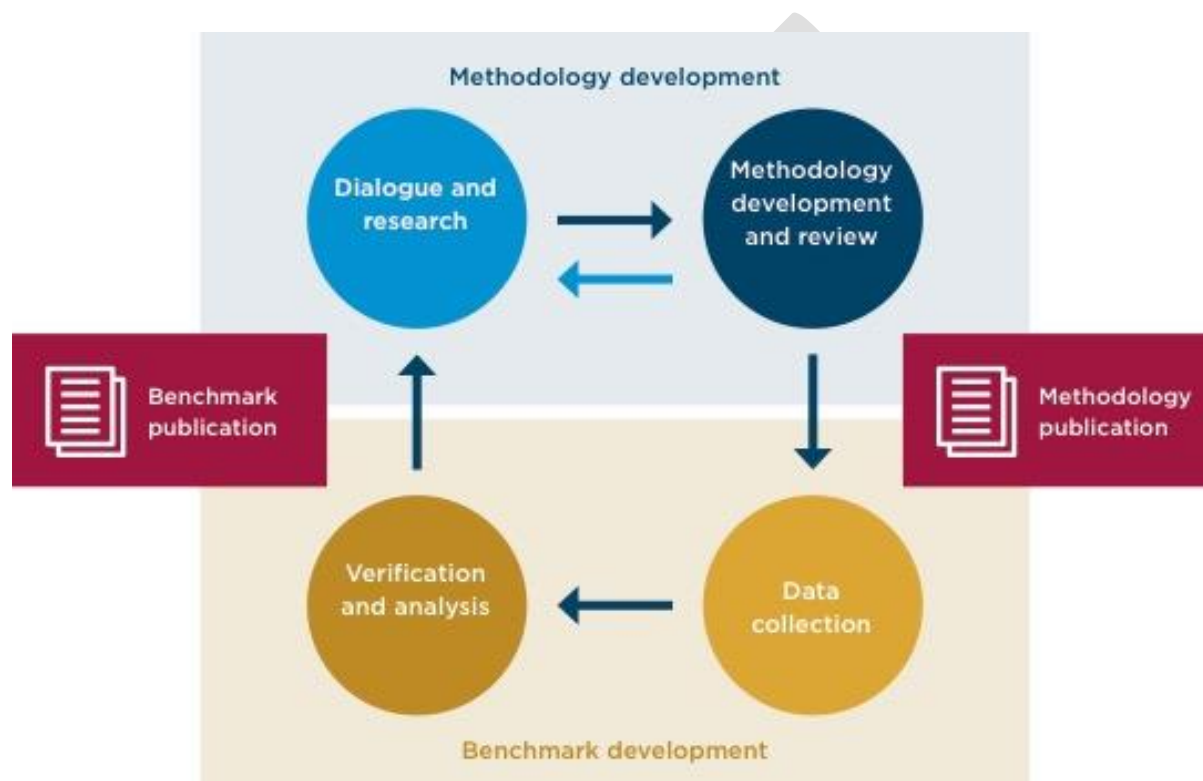 Methodology development
Dialogue and
research
Methodology
development
and review
Benchmark
publication
Methodology
publication
Verification
and analysis
Data
collection
Benchmark development